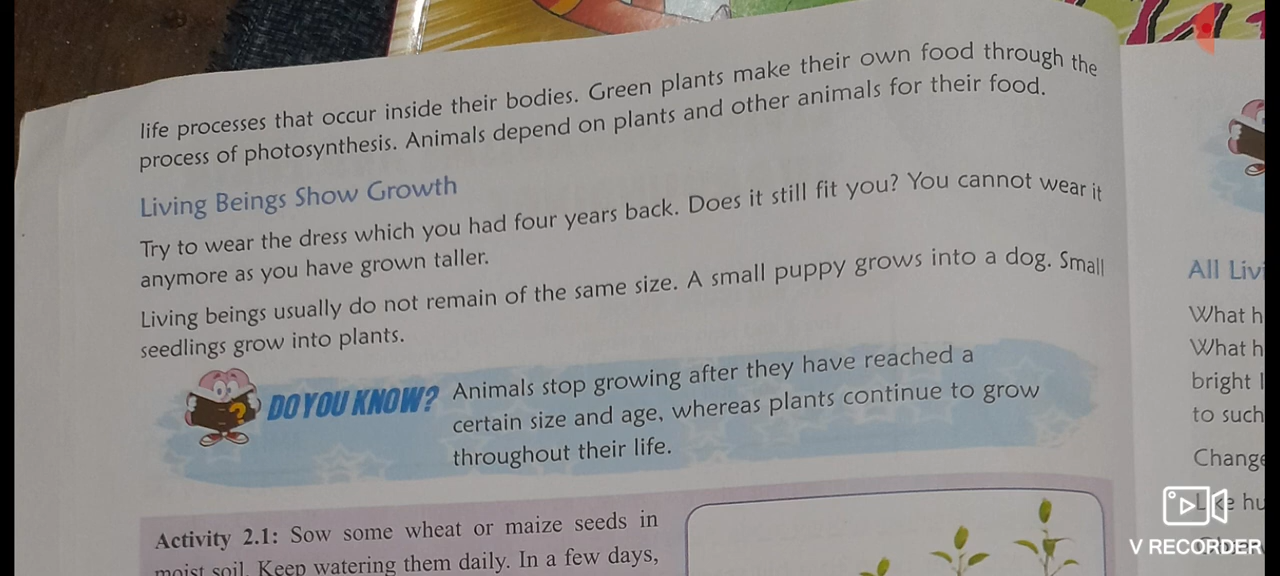 life processes that occur inside their bodies. Green plants make their own food through the
process of photosynthesis. Animals depend on plants and other animals for their food.
Living Beings Show Growth
Try to wear the dress which you had four years back. Does it still fit you? You cannot wear it
anymore as you have grown taller.
Living beings usually do not remain of the same size. A small puppy grows into a dog. Small
seedlings grow into plants.
DO YOU KNOW? Animals stop growing after they have reached a
certain size and age, whereas plants continue to grow
throughout their life.
Activity 2.1: Sow some wheat or maize seeds in
moist soil. Keep watering them daily. In a few days,
All Liv
What h
What h
bright l
to such
Change
hu
V RECORDER